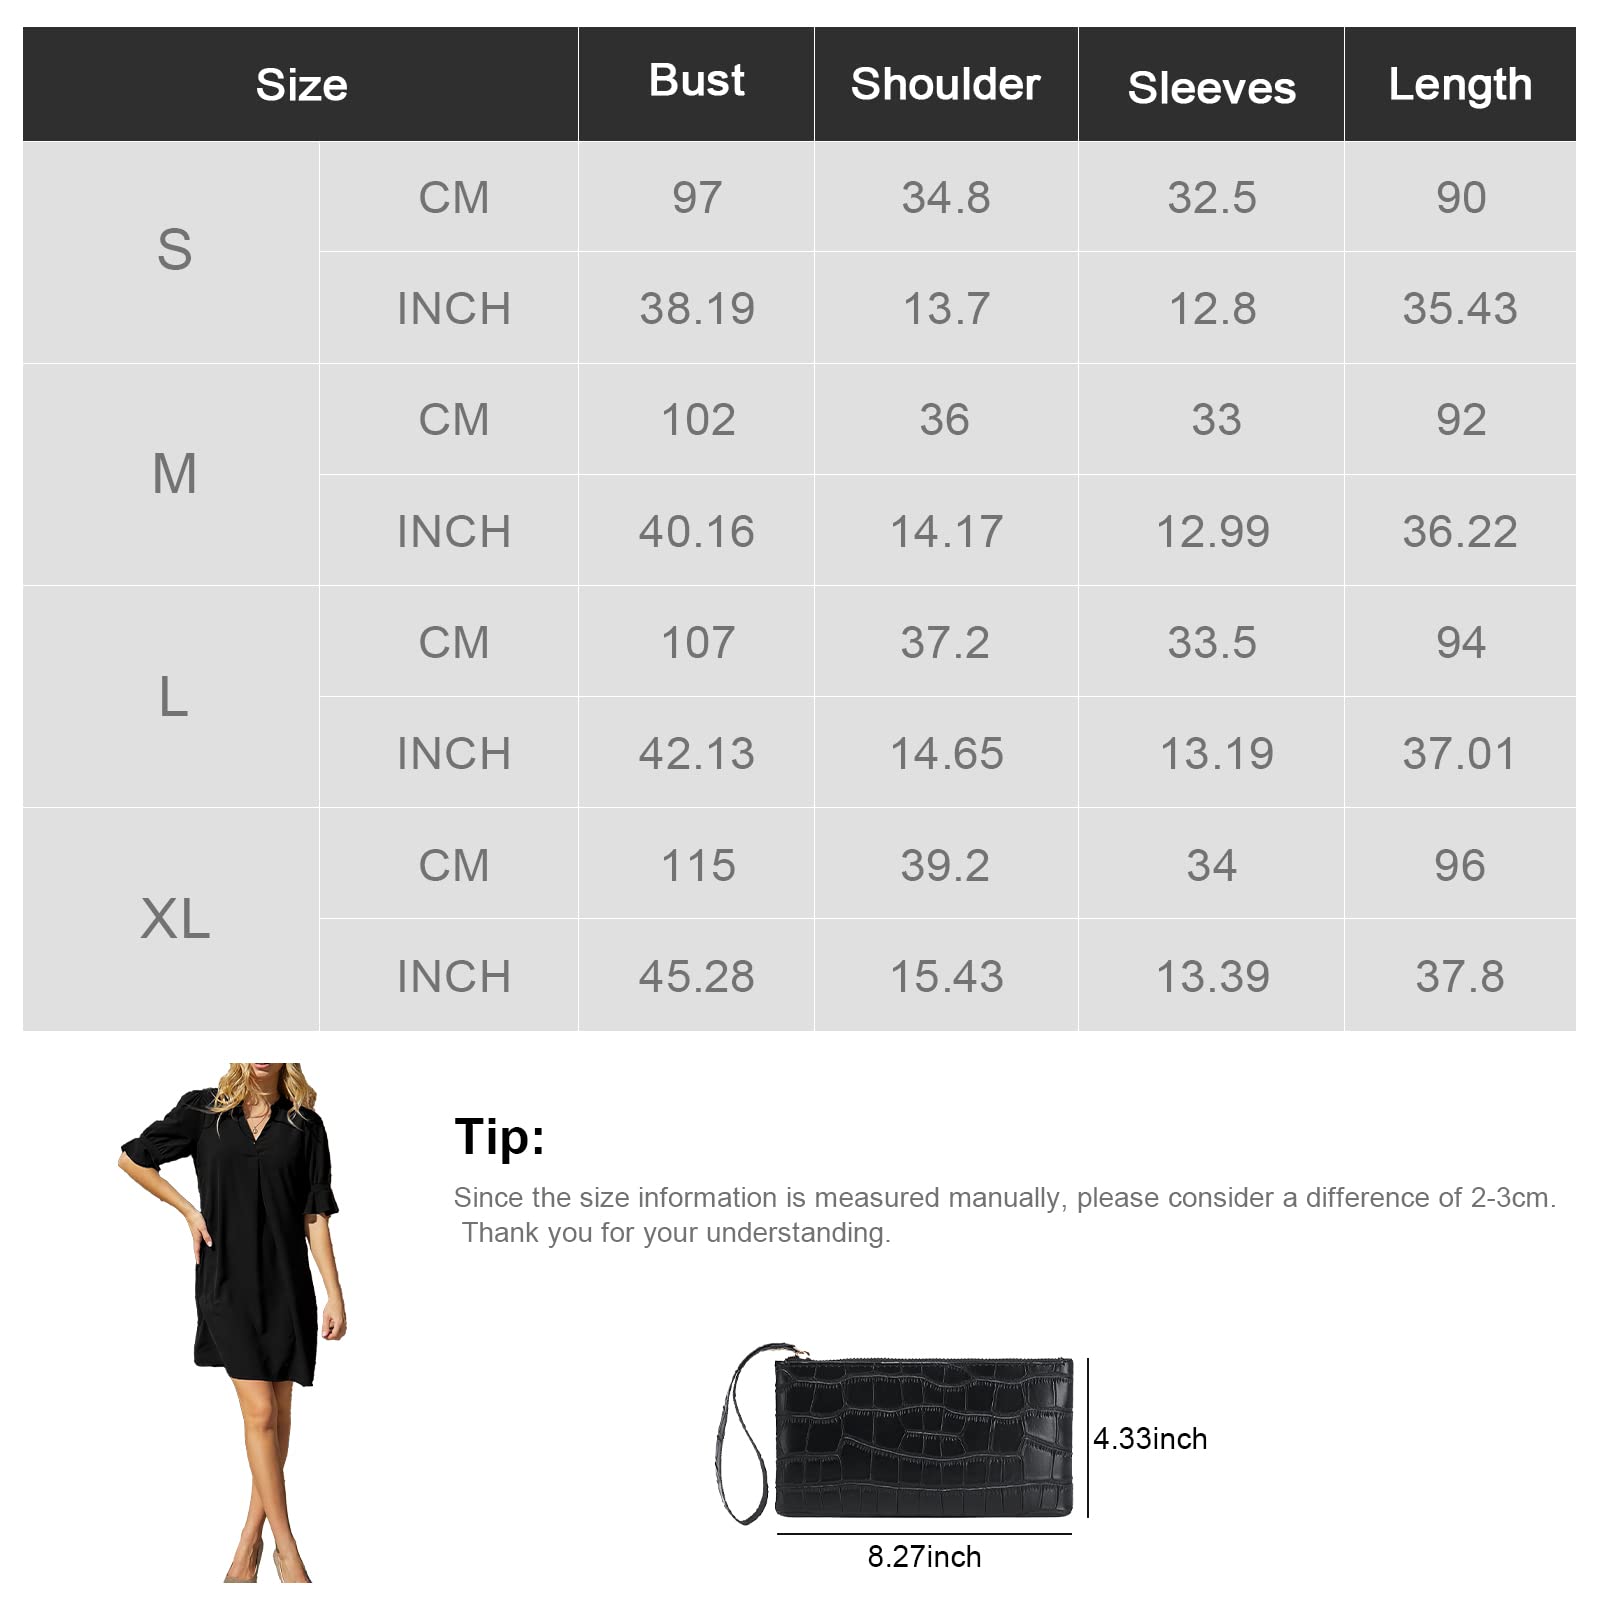 Size Bust Shoulder Sleeves Length
S CM 97 34.8 32.5 90
INCH 38.19 13.7 12.8 35.43
M CM 102 36 33 92
INCH 40.16 14.17 12.99 36.22
L CM 107 37.2 33.5 94
INCH 42.13 14.65 13.19 37.01
XL CM 115 39.2 34 96
INCH 45.28 15.43 13.39 37.8
Tip:
Since the size information is measured manually, please consider a difference of 2-3cm.
Thank you for your understanding.
4.33inch
8.27inch